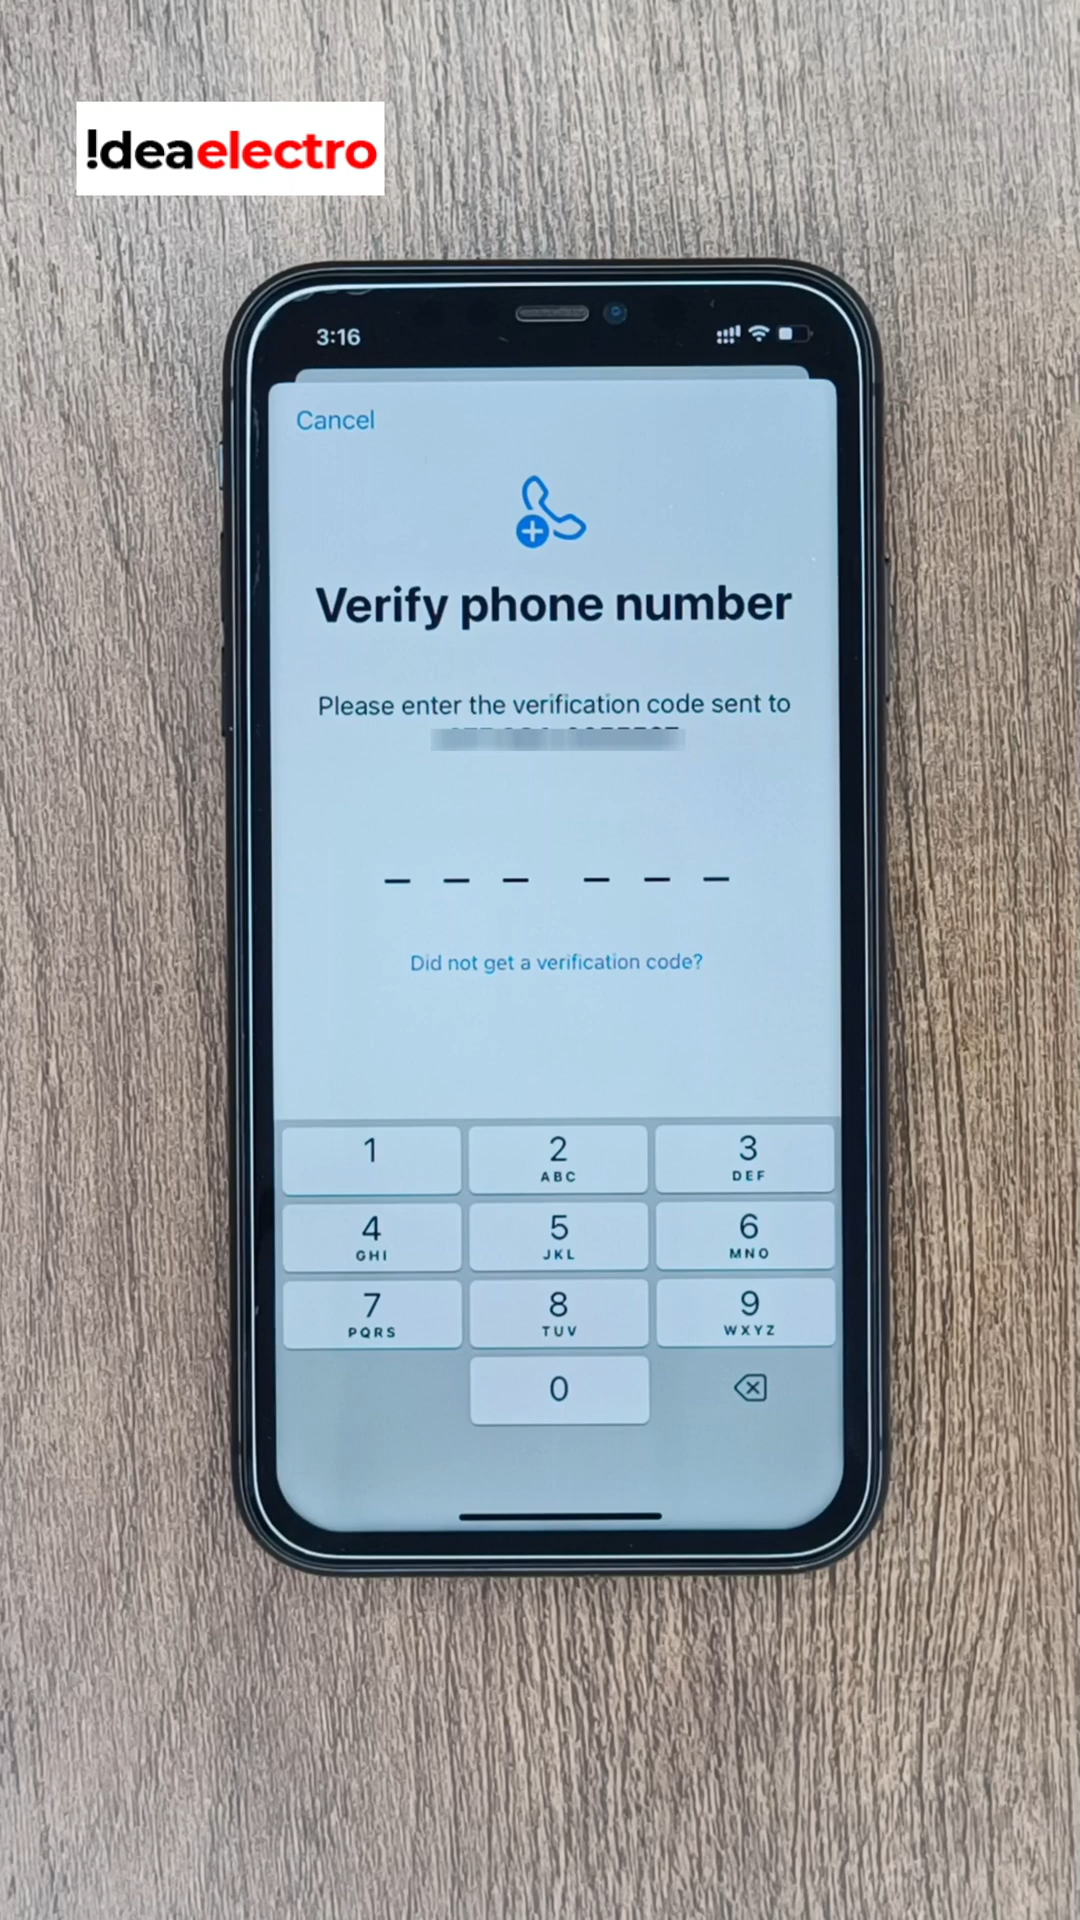 !deaelectro
3:16
Cancel
Verify phone number
Please enter the verification code sent to
Did not get a verification code?
1
2
ABC
3
DEF
4
GHI
5
JKL
6
MNO
7
PQRS
8
TUV
9
WXYZ
0